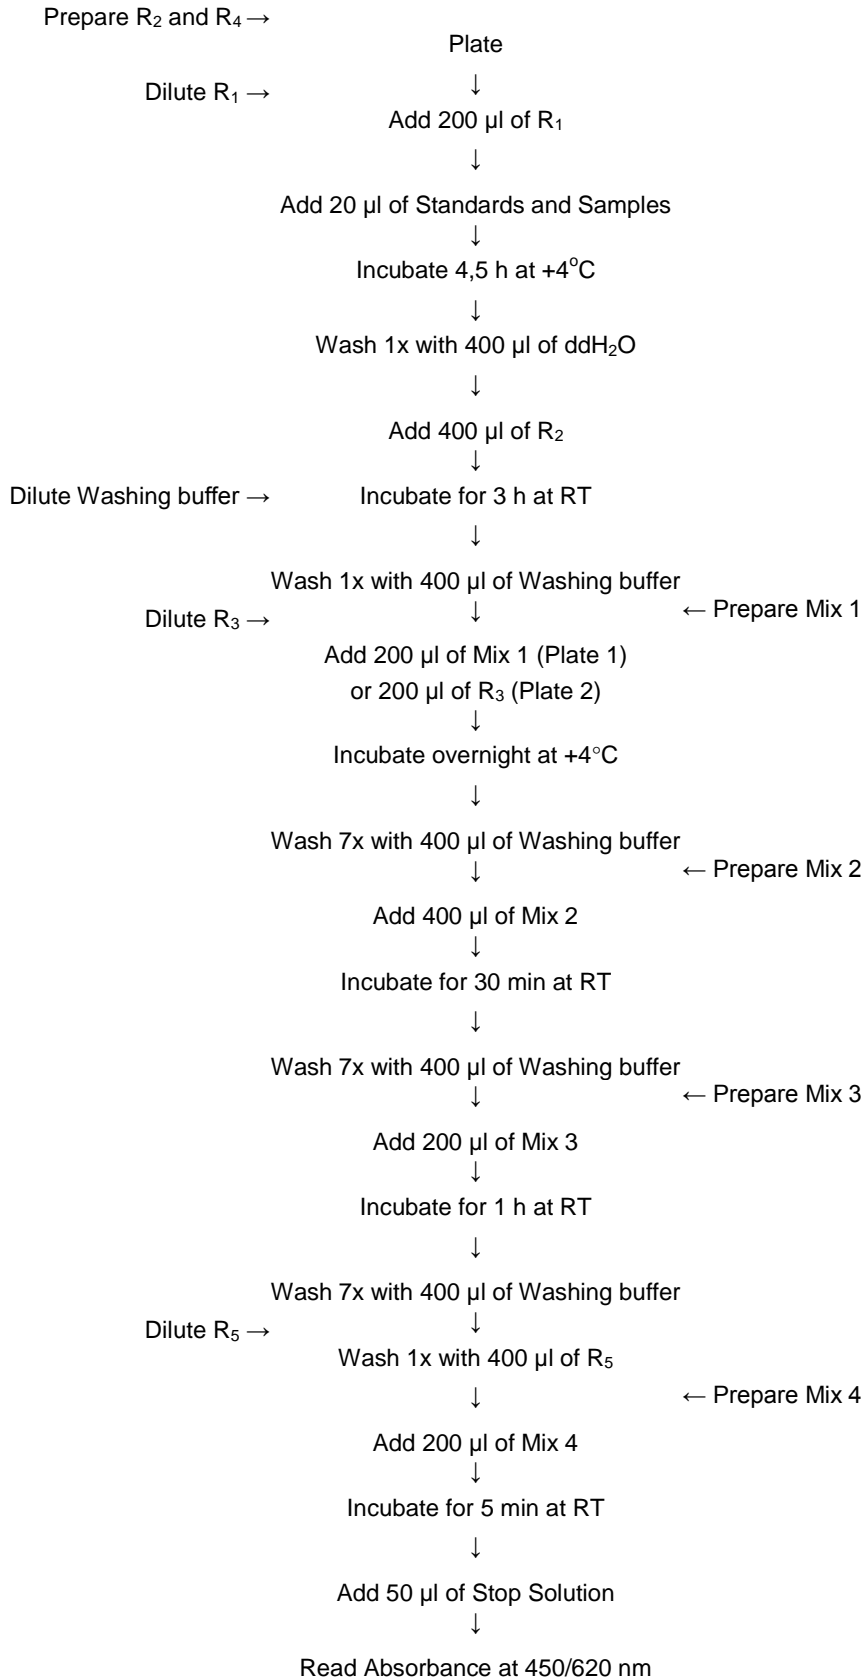 Prepare R₂ and R₄ →
Plate
↓
Dilute R₁ →
Add 200 µl of R₁
↓
Add 20 µl of Standards and Samples
↓
Incubate 4,5 h at +4°C
↓
Wash 1x with 400 µl of ddH₂O
↓
Add 400 µl of R₂
↓
Dilute Washing buffer → Incubate for 3 h at RT
↓
Wash 1x with 400 µl of Washing buffer
↓ ← Prepare Mix 1
Dilute R₃ →
Add 200 µl of Mix 1 (Plate 1)
or 200 µl of R₃ (Plate 2)
↓
Incubate overnight at +4°C
↓
Wash 7x with 400 µl of Washing buffer
↓ ← Prepare Mix 2
Add 400 µl of Mix 2
↓
Incubate for 30 min at RT
↓
Wash 7x with 400 µl of Washing buffer
↓ ← Prepare Mix 3
Add 200 µl of Mix 3
↓
Incubate for 1 h at RT
↓
Wash 7x with 400 µl of Washing buffer
Dilute R₅ → ↓
Wash 1x with 400 µl of R₅
↓ ← Prepare Mix 4
Add 200 µl of Mix 4
↓
Incubate for 5 min at RT
↓
Add 50 µl of Stop Solution
↓
Read Absorbance at 450/620 nm